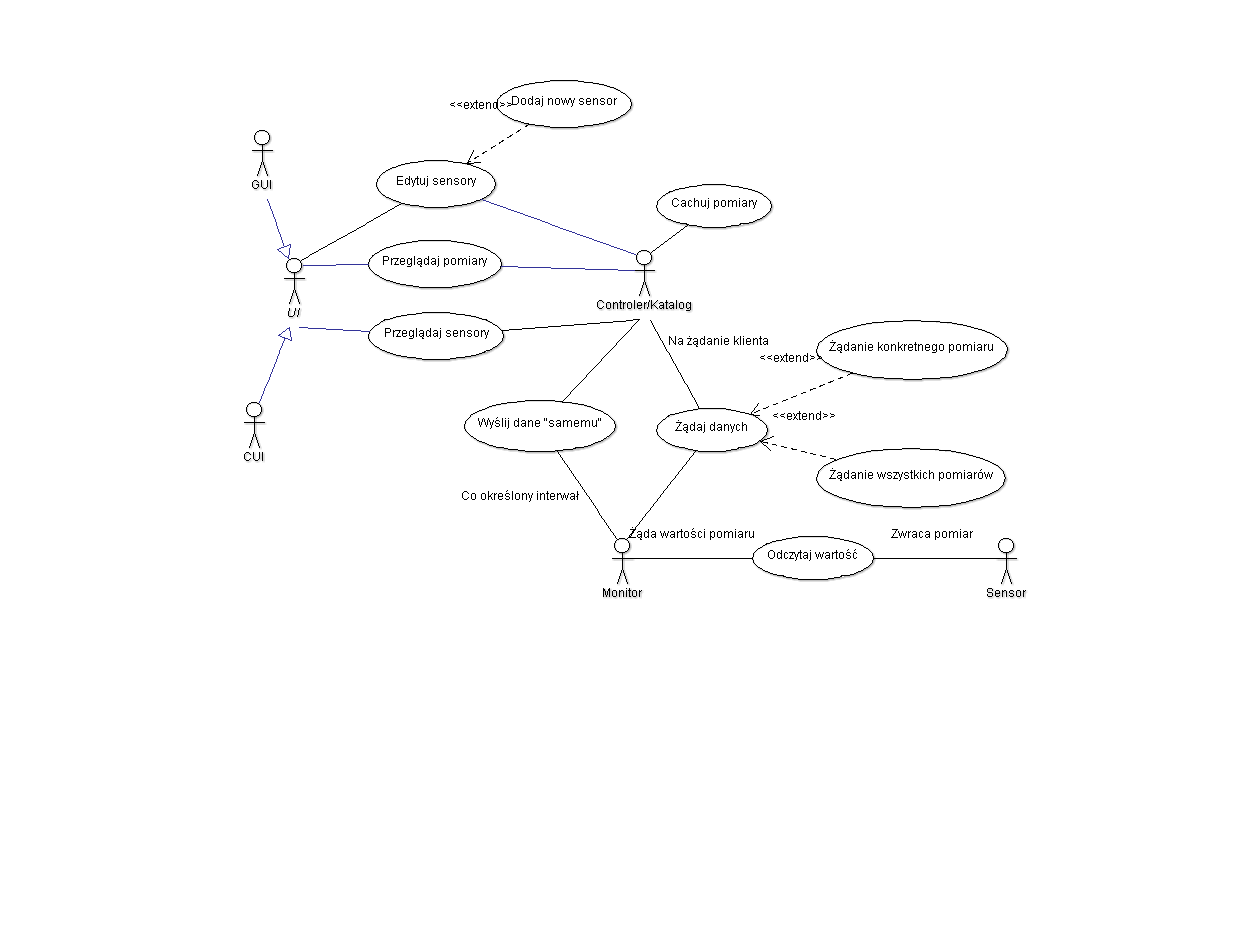 <<extend>>
Dodaj nowy sensor
GUI
Edytuj sensory
Cachuj pomiary
Przeglądaj pomiary
UI
Controler/Katalog
Przeglądaj sensory
Na żądanie klienta
<<extend>>
Żądanie konkretnego pomiaru
<<extend>>
Wyślij dane "samemu"
Żądaj danych
CUI
Żądanie wszystkich pomiarów
Co określony interwał
Żąda wartości pomiaru
Zwraca pomiar
Odczytaj wartość
Monitor
Sensor